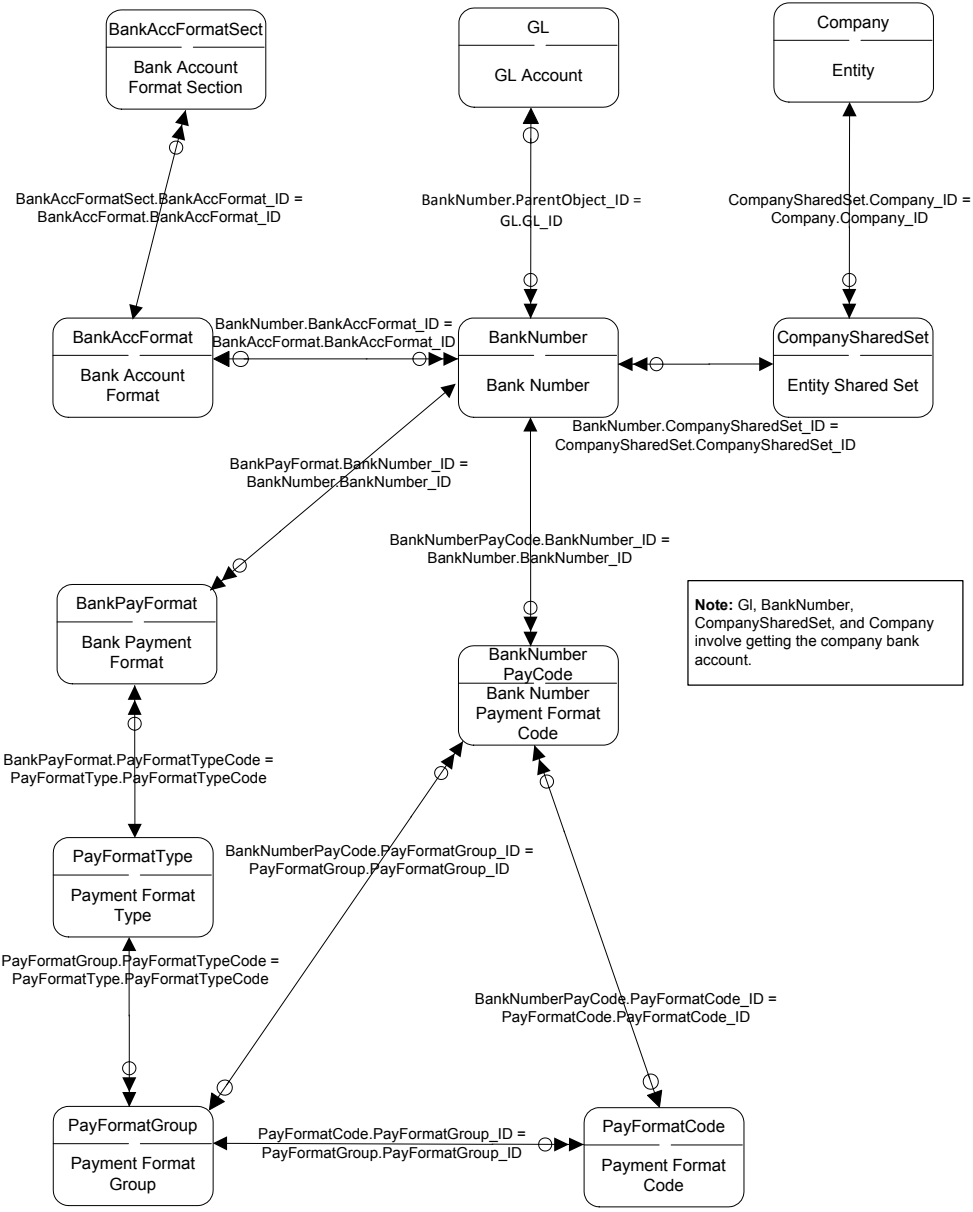 BankAccFormatSect
Bank Account
Format Section
GL
GL Account
Company
Entity
BankAccFormatSect.BankAccFormat_ID =
BankAccFormat.BankAccFormat_ID
BankNumber.ParentObject_ID =
GL.GL_ID
CompanySharedSet.Company_ID =
Company.Company_ID
BankAccFormat
Bank Account
Format
BankNumber.BankAccFormat_ID =
BankAccFormat.BankAccFormat_ID
BankNumber
Bank Number
CompanySharedSet
Entity Shared Set
BankNumber.CompanySharedSet_ID =
CompanySharedSet.CompanySharedSet_ID
BankPayFormat.BankNumber_ID =
BankNumber.BankNumber_ID
BankNumberPayCode.BankNumber_ID =
BankNumber.BankNumber_ID
BankPayFormat
Bank Payment
Format
Note: Gl, BankNumber,
CompanySharedSet, and Company
involve getting the company bank
account.
BankNumber
PayCode
Bank Number
Payment Format
Code
BankPayFormat.PayFormatTypeCode =
PayFormatType.PayFormatTypeCode
PayFormatType
Payment Format
Type
BankNumberPayCode.PayFormatGroup_ID =
PayFormatGroup.PayFormatGroup_ID
PayFormatGroup.PayFormatTypeCode =
PayFormatType.PayFormatTypeCode
BankNumberPayCode.PayFormatCode_ID =
PayFormatCode.PayFormatCode_ID
PayFormatGroup
Payment Format
Group
PayFormatCode.PayFormatGroup_ID =
PayFormatGroup.PayFormatGroup_ID
PayFormatCode
Payment Format
Code